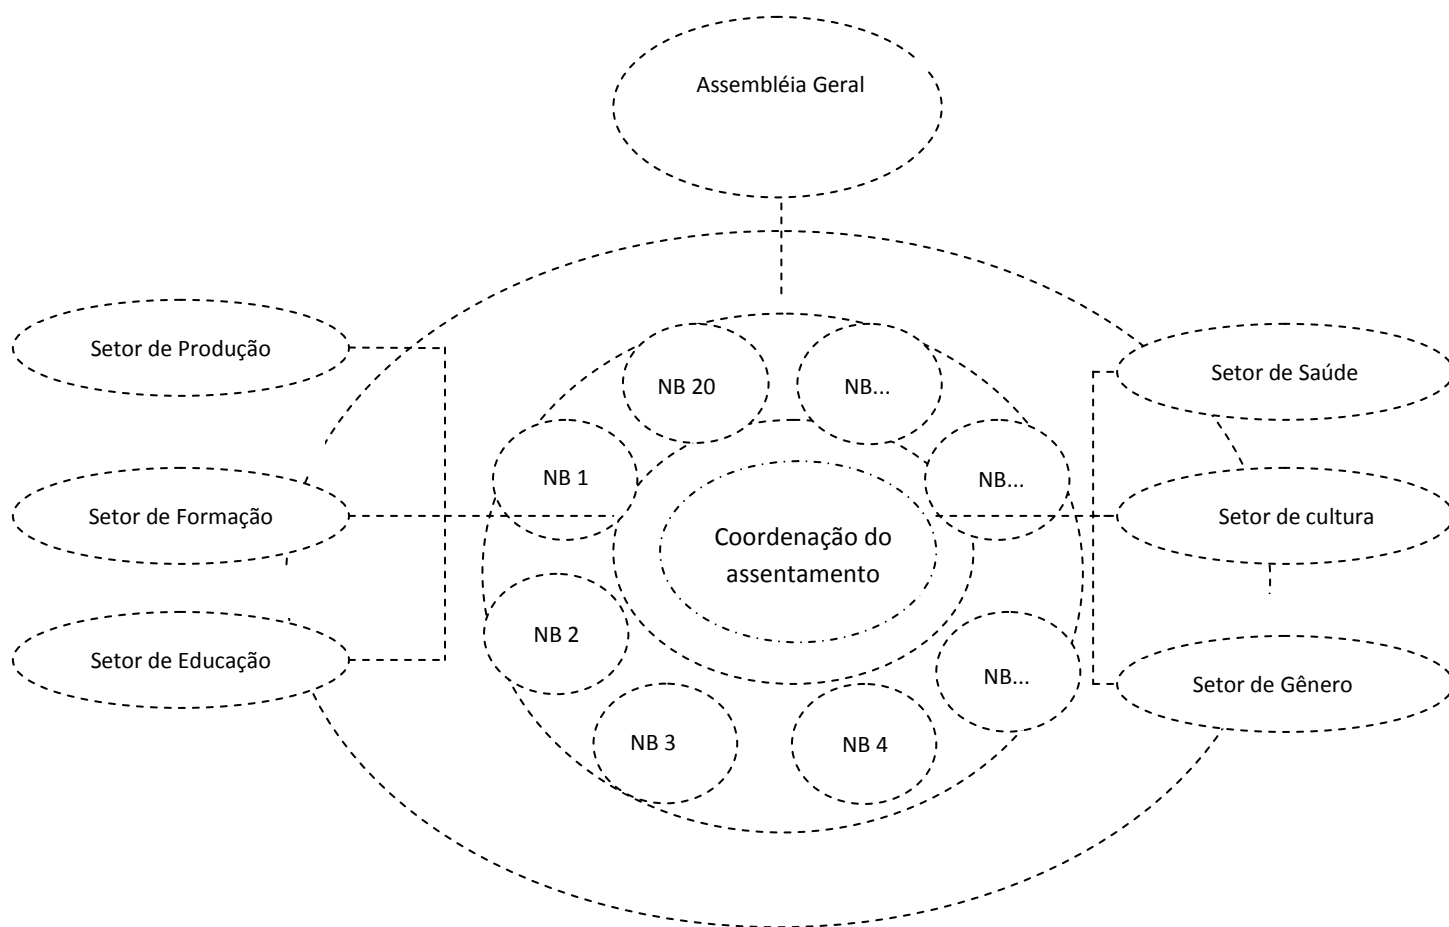 Assembléia Geral
Setor de Produção
Setor de Saúde
NB 20
NB...
NB 1
NB...
Setor de Formação
Setor de cultura
Coordenação do
assentamento
NB 2
Setor de Educação
NB...
Setor de Gênero
NB 3
NB 4